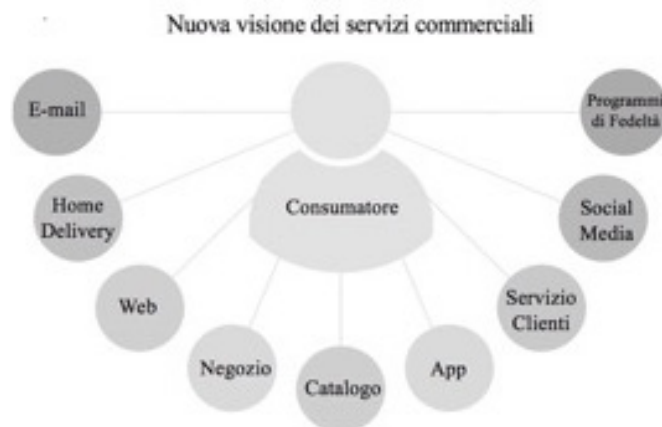 Nuova visione dei servizi commerciali
E-mail
Programmi
di Fedeltà
Home
Delivery
Consumatore
Social
Media
Web
Servizio
Clienti
Negozio
Catalogo
App